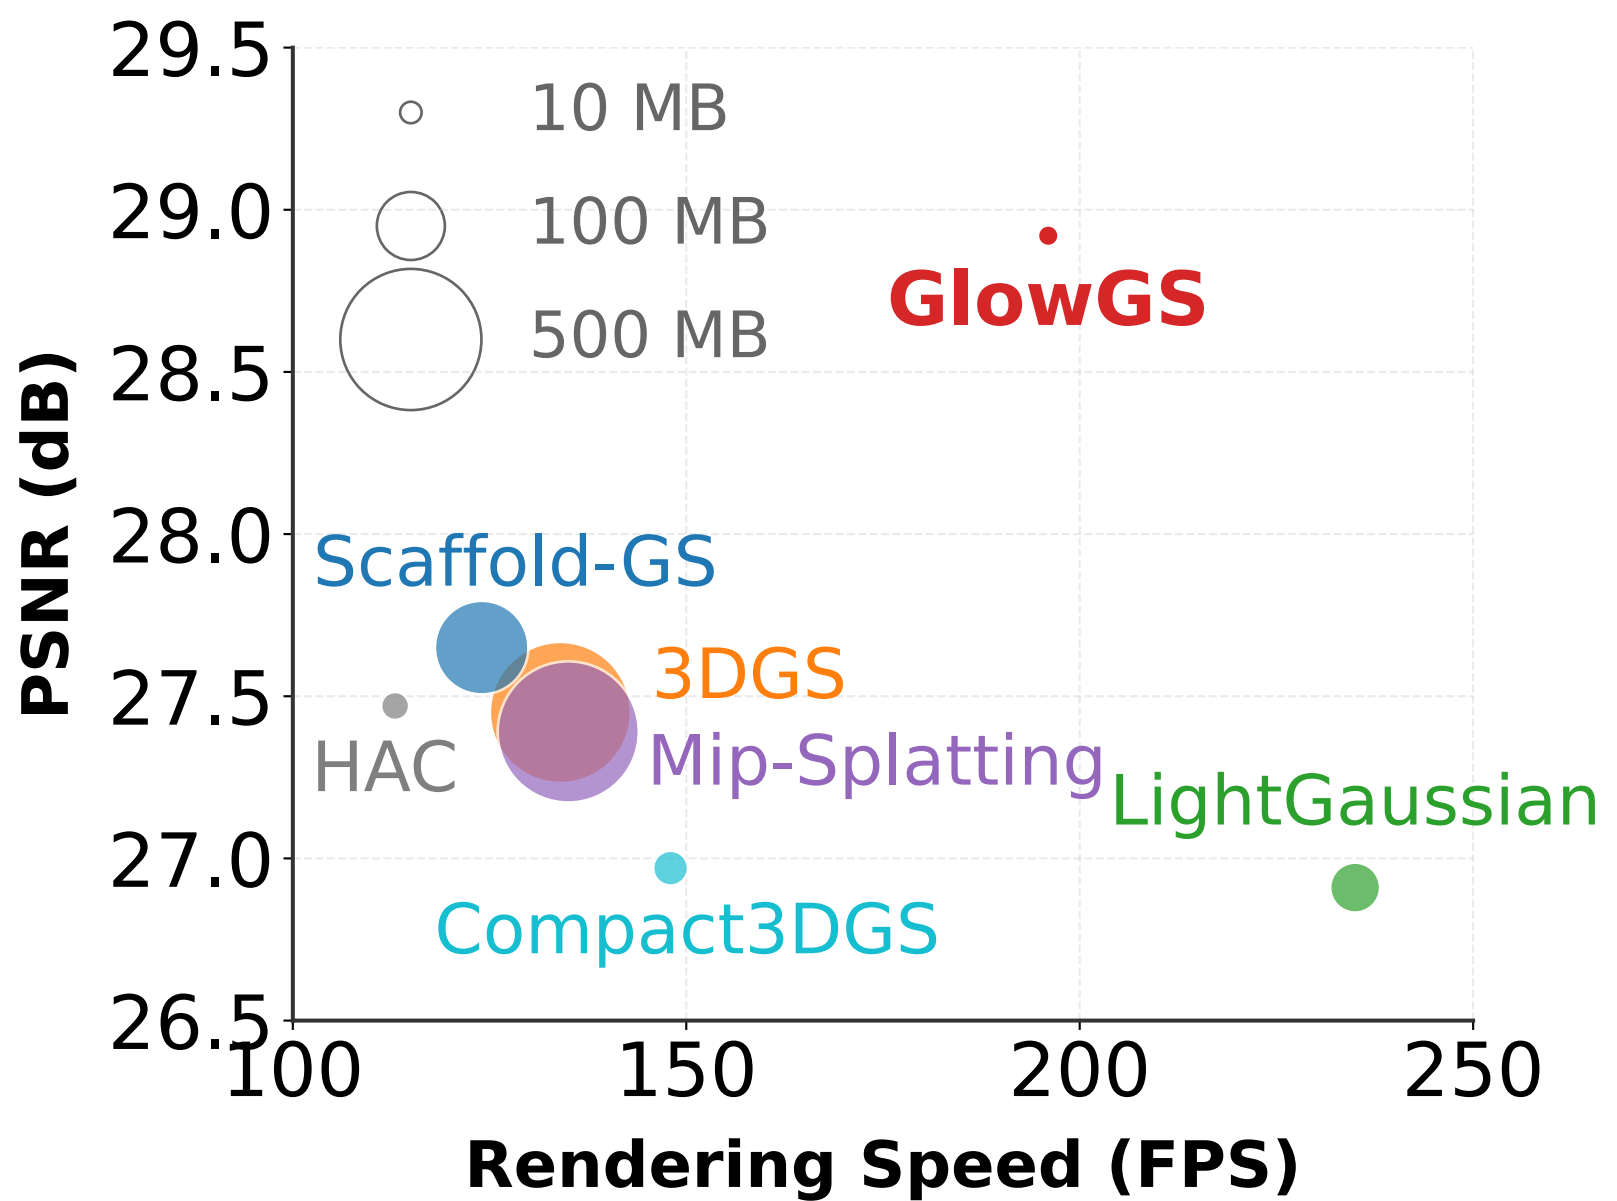 29.5
29.0
28.5
28.0
27.5
27.0
26.5
PSNR (dB)
10 MB
100 MB
500 MB
GlowGS
Scaffold-GS
3DGS
HAC
Mip-Splatting
LightGaussian
Compact3DGS
100
150
200
250
Rendering Speed (FPS)